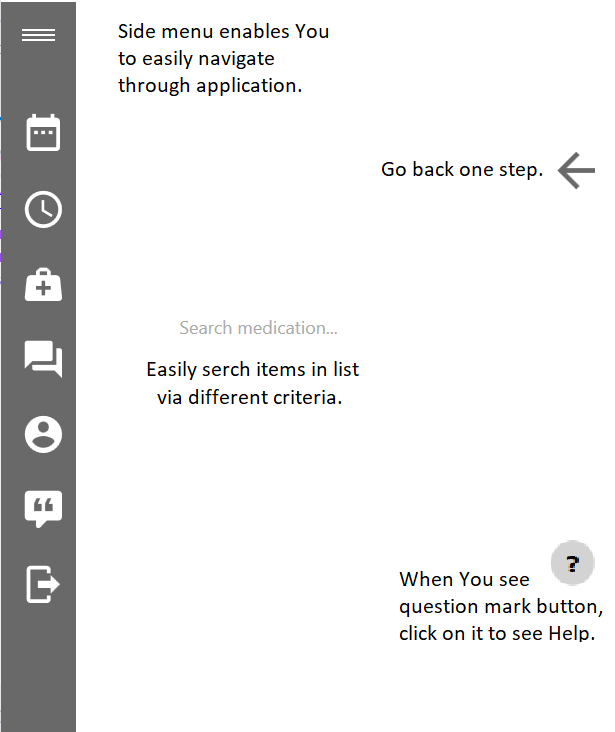 Side menu enables You
to easily navigate
through application.
Go back one step.
Search medication...
Easily serch items in list
via different criteria.
?
When You see
question mark button,
click on it to see Help.